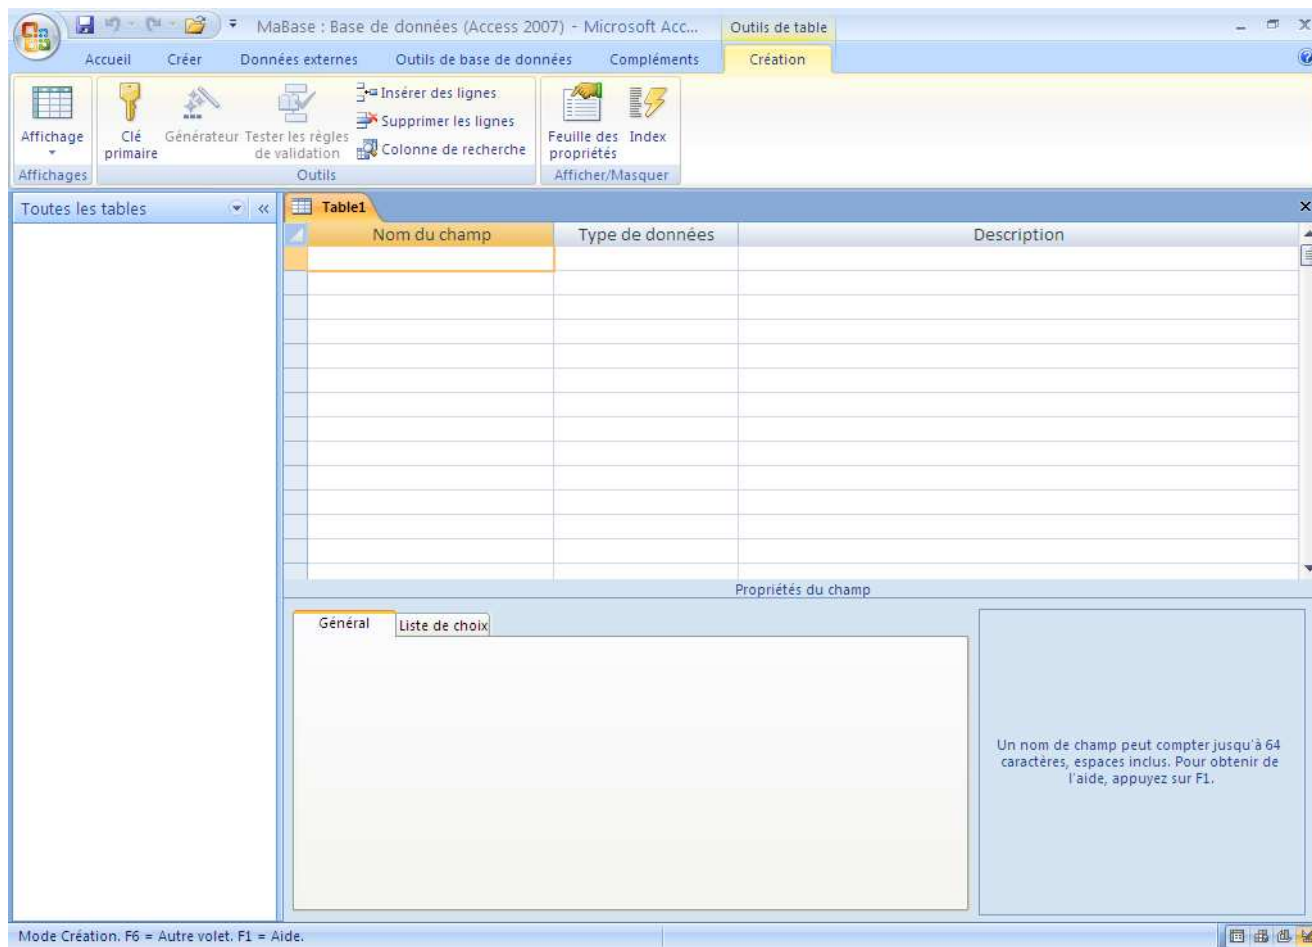 MaBase : Base de données (Access 2007) - Microsoft Acc...
Outils de table
Accueil
Créer
Données externes
Outils de base de données
Compléments
Création
Affichage
Clé primaire
Générateur
Tester les règles de validation
Insérer des lignes
Supprimer les lignes
Colonne de recherche
Feuille des propriétés
Index
Affichages
Outils
Afficher/Masquer
Toutes les tables
Table1
Nom du champ
Type de données
Description
Propriétés du champ
Général
Liste de choix
Un nom de champ peut compter jusqu'à 64
caractères, espaces inclus. Pour obtenir de
l'aide, appuyez sur F1.
Mode Création. F6 = Autre volet. F1 = Aide.